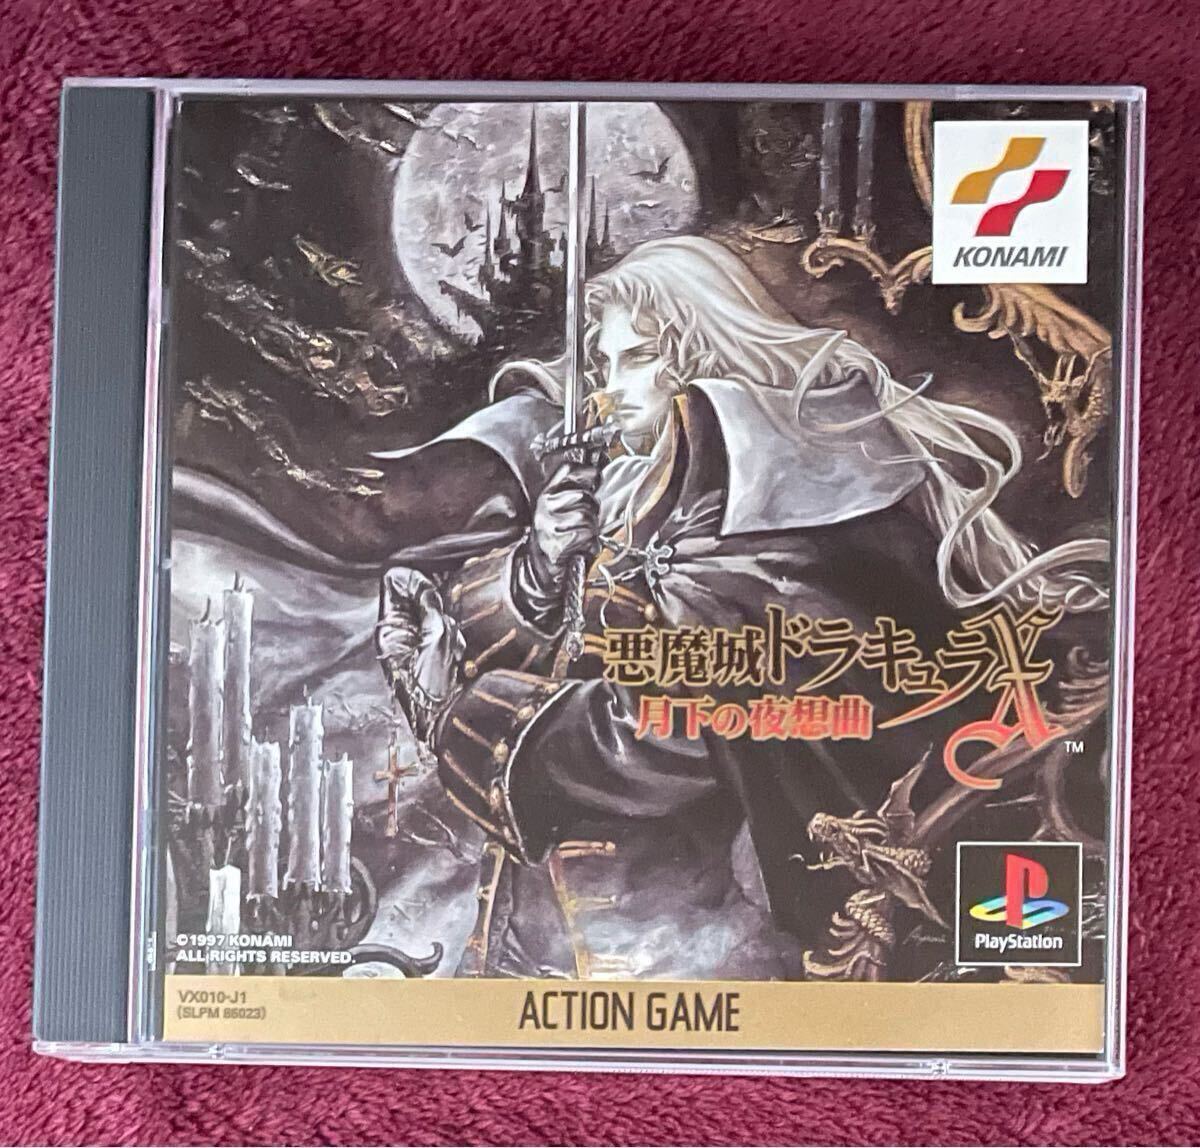 KONAMI
悪魔城ドラキュラX
月下の夜想曲
TM
PlayStation
©1997 KONAMI
ALL RIGHTS RESERVED.
VX010-J1
(SLPM 86023)
ACTION GAME